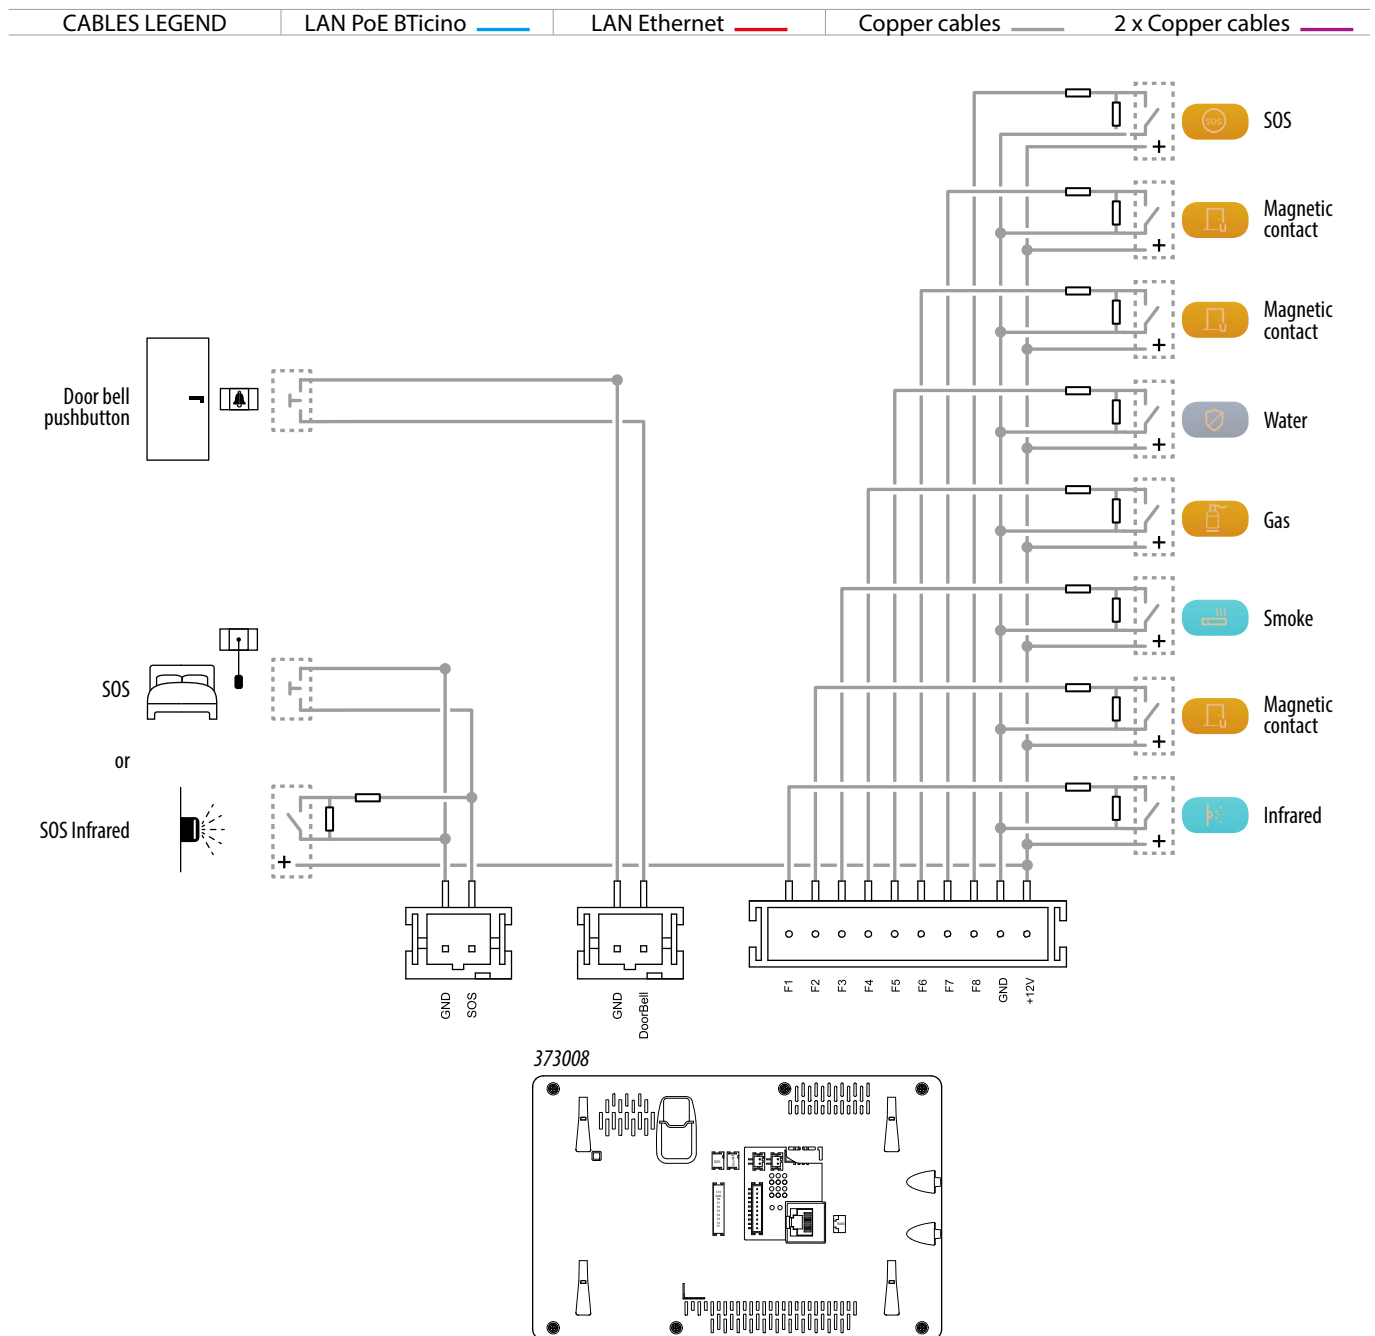 CABLES LEGEND
LAN PoE BTicino
LAN Ethernet
Copper cables
2 x Copper cables
SOS
SOS
+
Magnetic
contact
+
Magnetic
contact
+
Door bell
pushbutton
Water
+
Gas
+
Smoke
+
SOS
Magnetic
contact
+
or
SOS Infrared
+
Infrared
+
GND
SOS
GND
DoorBell
F1
F2
F3
F4
F5
F6
F7
F8
GND
+12V
373008